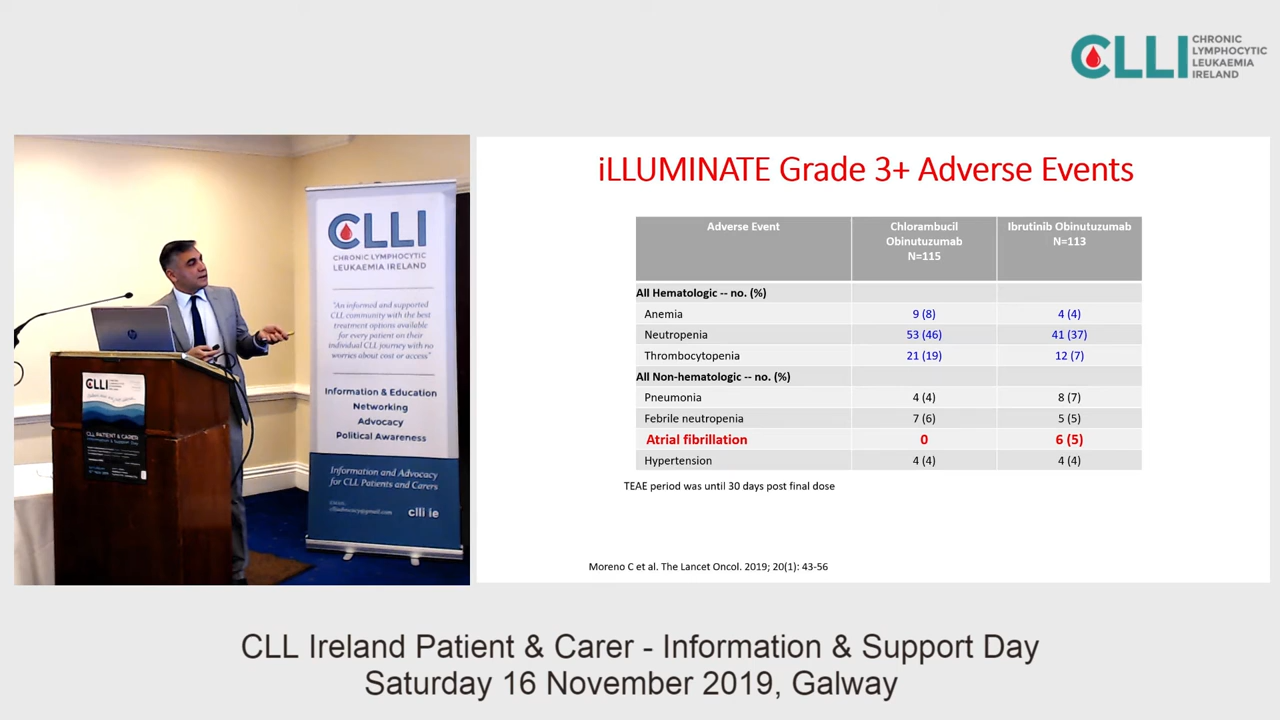 CLLI
CHRONIC
LYMPHOCYTIC
LEUKAEMIA
IRELAND
CLLI
CHRONIC LYMPHOCYTIC
LEUKAEMIA IRELAND
"An informed and supported
CLL community with the best
treatment options available
for every patient on their
individual CLL journey with no
worries about cost or access"
Information & Education
Networking
Advocacy
Political Awareness
Information and Advocacy
for CLL Patients and Carers
clli ie
CLLI
CLL PATIENT & CARER
iLLUMINATE Grade 3+ Adverse Events
Adverse Event Chlorambucil Obinutuzumab N=115 Ibrutinib Obinutuzumab N=113
All Hematologic -- no. (%)
Anemia 9 (8) 4 (4)
Neutropenia 53 (46) 41 (37)
Thrombocytopenia 21 (19) 12 (7)
All Non-hematologic -- no. (%)
Pneumonia 4 (4) 8 (7)
Febrile neutropenia 7 (6) 5 (5)
Atrial fibrillation 0 6 (5)
Hypertension 4 (4) 4 (4)
TEAE period was until 30 days post final dose
Moreno C et al. The Lancet Oncol. 2019; 20(1): 43-56
CLL Ireland Patient & Carer - Information & Support Day
Saturday 16 November 2019, Galway